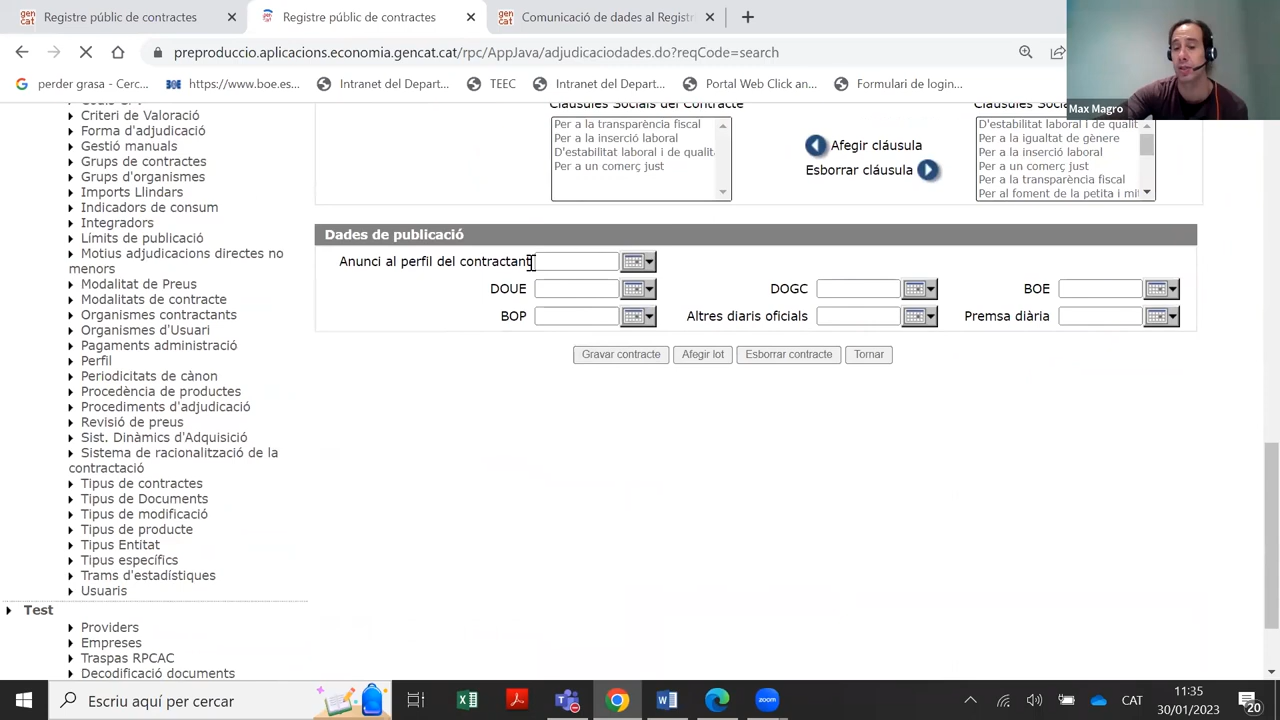 Registre públic de contractes
Registre públic de contractes
Comunicació de dades al Registr
preproduccio.aplicacions.economia.gencat.cat/rpc/AppJava/adjudicaciodades.do?reqCode=search
perder grasa - Cerc...
https://www.boe.es...
Intranet del Depart...
TEEC
Intranet del Depart...
Portal Web Click an...
Formulari de login...
Max Magro
Criteri de Valoració
Forma d'adjudicació
Gestió manuals
Grups de contractes
Grups d'organismes
Imports Llindars
Indicadors de consum
Integradors
Límits de publicació
Motius adjudicacions directes no
menors
Modalitat de Preus
Modalitats de contracte
Organismes contractants
Organismes d'Usuari
Pagaments administració
Perfil
Periodicitats de cànon
Procedència de productes
Procediments d'adjudicació
Revisió de preus
Sist. Dinàmics d'Adquisició
Sistema de racionalització de la
contractació
Tipus de contractes
Tipus de Documents
Tipus de modificació
Tipus de producte
Tipus Entitat
Tipus específics
Trams d'estadístiques
Usuaris
Test
Providers
Empreses
Traspas RPCAC
Decodificació documents
Clàusules Socials del Contracte
Per a la transparència fiscal
Per a la inserció laboral
D'estabilitat laboral i de qualita
Per a un comerç just
Afegir cláusula
Esborrar cláusula
D'estabilitat laboral i de qualit
Per a la igualtat de gènere
Per a la inserció laboral
Per a un comerç just
Per a la transparència fiscal
Per al foment de la petita i mit
Dades de publicació
Anunci al perfil del contractant
DOUE
DOGC
BOE
BOP
Altres diaris oficials
Premsa diària
Gravar contracte
Afegir lot
Esborrar contracte
Tornar
Escriu aquí per cercar
CAT
11:35
30/01/2023
20